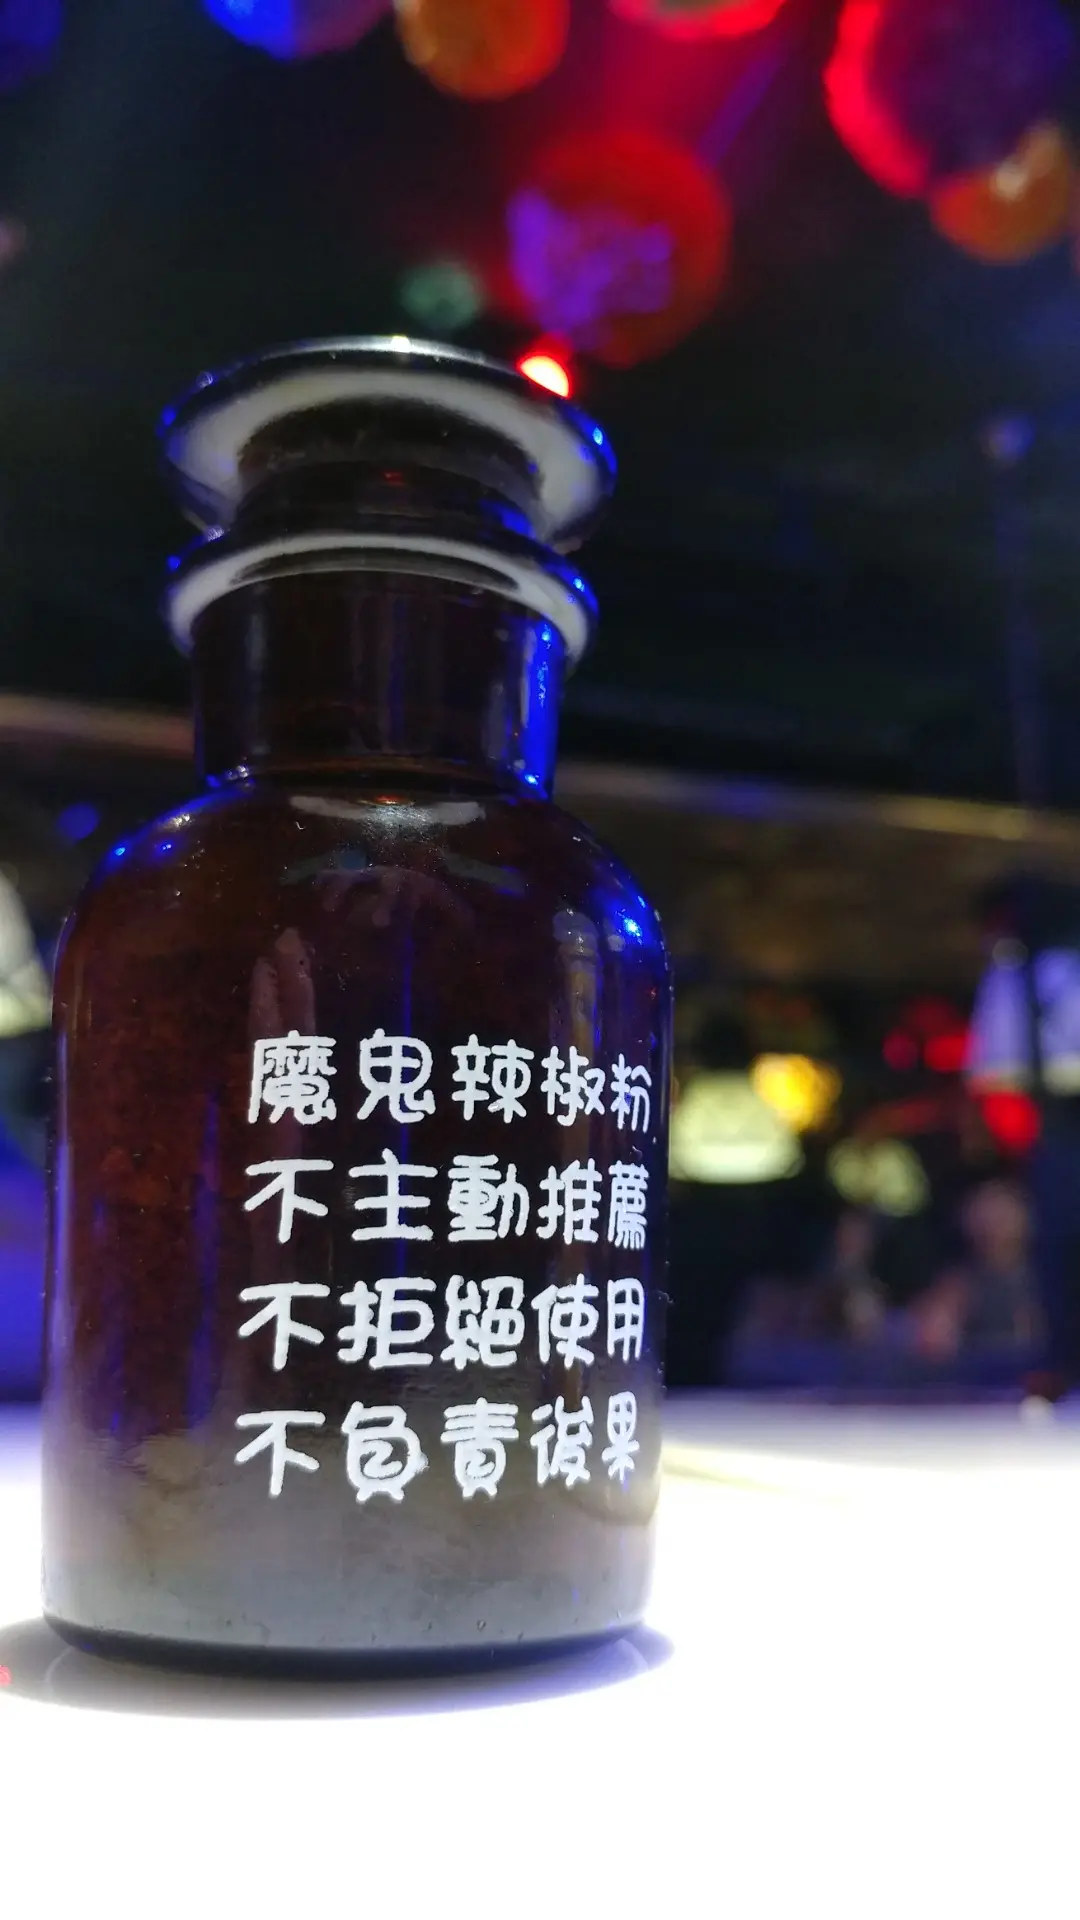 魔鬼辣椒粉
不主動推薦
不拒絕使用
不負責後果